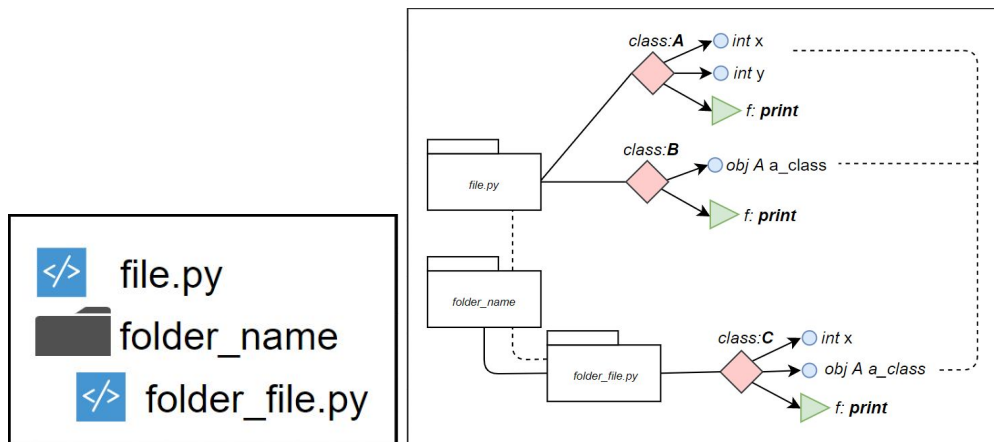 </> file.py
folder_name
</> folder_file.py
class:A
int x
int y
f: print
file.py
class:B
obj A a_class
f: print
folder_name
folder_file.py
class:C
int x
obj A a_class
f: print